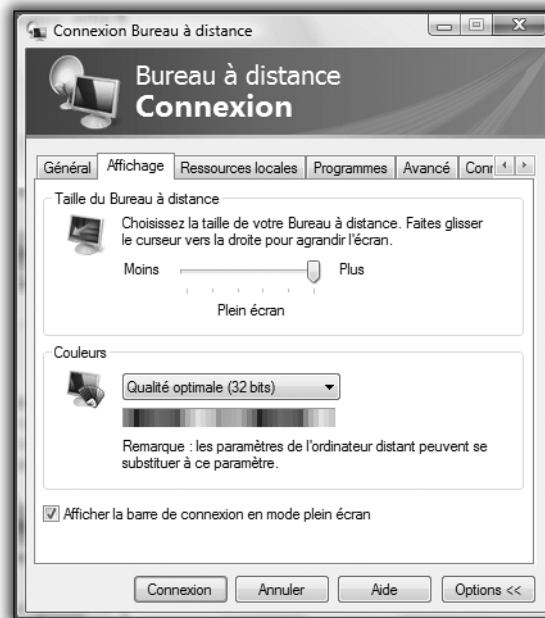 Connexion Bureau à distance
Bureau à distance
Connexion
Général Affichage Ressources locales Programmes Avancé Conn
Taille du Bureau à distance
Choisissez la taille de votre Bureau à distance. Faites glisser
le curseur vers la droite pour agrandir l'écran.
Moins Plus
Plein écran
Couleurs
Qualité optimale (32 bits)
Remarque : les paramètres de l'ordinateur distant peuvent se
substituer à ce paramètre.
Afficher la barre de connexion en mode plein écran
Connexion Annuler Aide Options <<